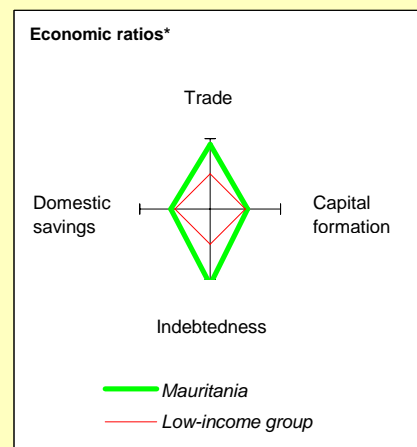 Economic ratios*
Trade
Domestic
savings
Capital
formation
Indebtedness
Mauritania
Low-income group